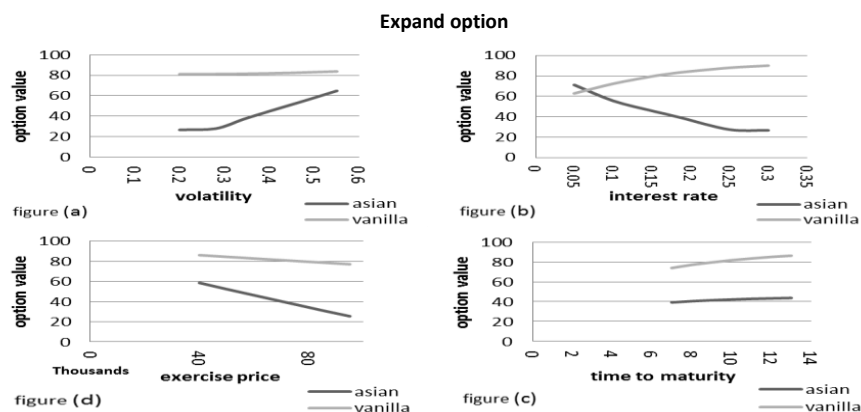 Expand option
option value
100
80
60
40
20
0
0
0.1
0.2
0.3
0.4
0.5
0.6
volatility
figure (a)
asian
vanilla
option value
100
80
60
40
20
0
0
0.05
0.1
0.15
0.2
0.25
0.3
0.35
interest rate
figure (b)
asian
vanilla
option value
100
80
60
40
20
0
0
40
80
Thousands
exercise price
figure (d)
asian
vanilla
option value
100
80
60
40
20
0
0
2
4
6
8
10
12
14
time to maturity
figure (c)
asian
vanilla